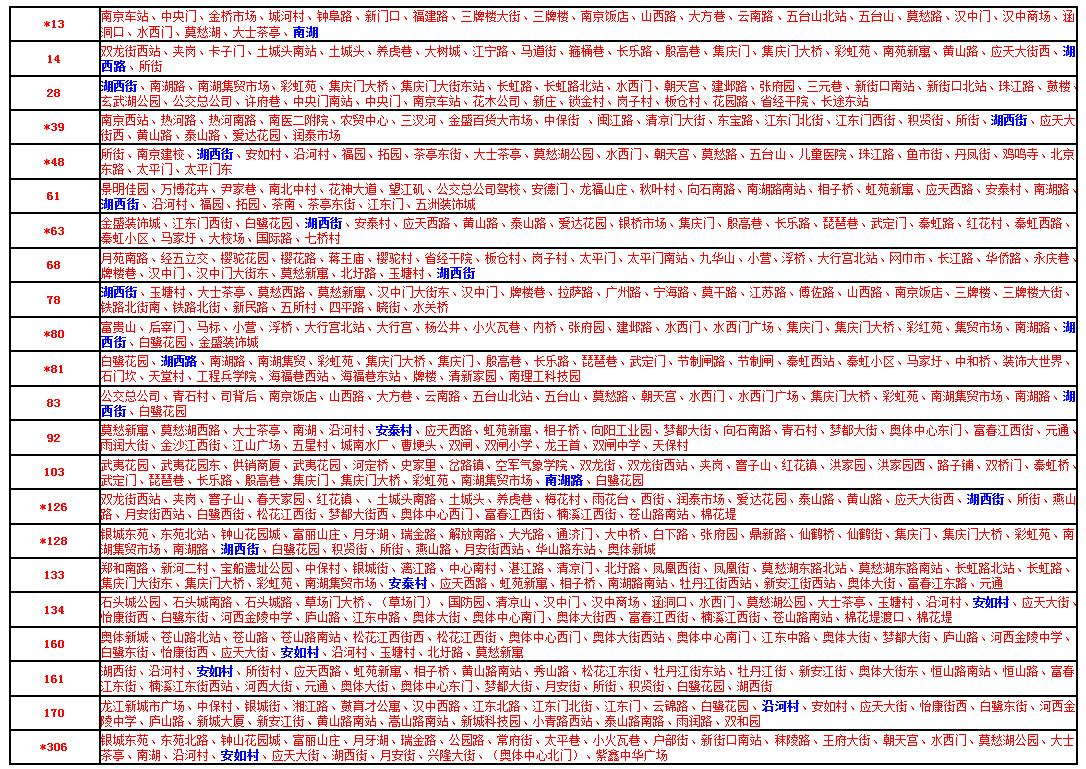 *13
南京车站、中央门、金桥市场、城河村、钟阜路、新门口、福建路、三牌楼大街、三牌楼、南京饭店、山西路、大方巷、云南路、五台山北站、五台山、莫愁路、汉中门、汉中商场、涵
洞口、水西门、莫愁湖、大士茶亭、南湖
14
双龙街西站、夹岗、卡子门、土城头南站、土城头、养虎巷、大树城、江宁路、马道街、箍桶巷、长乐路、殷高巷、集庆门、集庆门大桥、彩虹苑、南苑新寓、黄山路、应天大街西、湖
西路、所街
28
湖西街、南湖路、南湖集贸市场、彩虹苑、集庆门大桥、集庆门大街东站、长虹路、长虹路北站、水西门、朝天宫、建邺路、张府园、三元巷、新街口南站、新街口北站、珠江路、鼓楼、
玄武湖公园、公交总公司、许府巷、中央门南站、中央门、南京车站、花木公司、新庄、锁金村、岗子村、板仓村、花园路、省经干院、长途东站
*39
南京西站、热河路、热河南路、南医二附院、农贸中心、三汊河、金盛百货大市场、中保街 、闽江路、清凉门大街、东宝路、江东门北街、江东门西街、积贤街、所街、湖西街、应天大
街西、黄山路、泰山路、爱达花园、润泰市场
*48
所街、南京建校、湖西街、安如村、沿河村、福园、拓园、茶亭东街、大士茶亭、莫愁湖公园、水西门、朝天宫、莫愁路、五台山、儿童医院、珠江路、鱼市街、丹凤街、鸡鸣寺、北京
东路、太平门、太平门东
61
景明佳园、万博花卉、尹家巷、南北中村、花神大道、望江矶、公交总公司驾校、安德门、龙福山庄、秋叶村、向石南路、南湖路南站、相子桥、虹苑新寓、应天西路、安泰村、南湖路、
湖西街、沿河村、福园、拓园、茶南、茶亭东街、江东门、五洲装饰城
*63
金盛装饰城、江东门西街、白鹭花园、湖西街、安泰村、应天西路、黄山路、泰山路、爱达花园、银桥市场、集庆门、殷高巷、长乐路、琵琶巷、武定门、秦虹路、红花村、秦虹西路、
秦虹小区、马家圩、大校场、国际路、七桥村
68
月苑南路、经五立交、樱驼花园、樱花路、蒋王庙、樱驼村、省经干院、板仓村、岗子村、太平门、太平门南站、九华山、小营、浮桥、大行宫北站、网巾市、长江路、华侨路、永庆巷、
牌楼巷、汉中门、汉中门大街东、莫愁新寓、北圩路、玉塘村、湖西街
78
湖西街、玉塘村、大士茶亭、莫愁西路、莫愁新寓、汉中门大街东、汉中门、牌楼巷、拉萨路、广州路、宁海路、莫干路、江苏路、傅佐路、山西路、南京饭店、三牌楼、三牌楼大街、
铁路北街南、铁路北街、新民路、五所村、四平路、晓街、水关桥
*80
富贵山、后宰门、马标、小营、浮桥、大行宫北站、大行宫、杨公井、小火瓦巷、内桥、张府园、建邺路、水西门、水西门广场、集庆门、集庆门大桥、彩红苑、集贸市场、南湖路、湖
西街、白鹭花园、金盛装饰城
*81
白鹭花园、湖西路、南湖路、南湖集贸、彩虹苑、集庆门大桥、集庆门、殷高巷、长乐路、琵琶巷、武定门、节制闸路、节制闸、秦虹西站、秦虹小区、马家圩、中和桥、装饰大世界、
石门坎、天堂村、工程兵学院、海福巷西站、海福巷东站、牌楼、清新家园、南理工科技园
83
公交总公司、青石村、司背后、南京饭店、山西路、大方巷、云南路、五台山北站、五台山、莫愁路、朝天宫、水西门、水西门广场、集庆门大桥、彩虹苑、南湖集贸市场、南湖路、湖
西街、白鹭花园
92
莫愁新寓、莫愁湖西路、大士茶亭、南湖、沿河村、安泰村、应天西路、虹苑新寓、相子桥、向阳工业园、梦都大街、向石南路、青石村、梦都大街、奥体中心东门、富春江西街、元通、
雨润大街、金沙江西街、江山广场、五星村、城南水厂、曹埂头、双闸、双闸小学、龙王首、双闸中学、天保村
103
武夷花园、武夷花园东、供销商厦、武夷花园、河定桥、史家里、岔路镇、空军气象学院、双龙街、双龙街西站、夹岗、窨子山、红花镇、洪家园、洪家园西、路子铺、双桥门、秦虹桥、
武定门、琵琶巷、长乐路、殷高巷、集庆门、集庆门大桥、彩虹苑、南湖集贸市场、南湖路、白鹭花园
*126
双龙街西站、夹岗、窨子山、春天家园、红花镇、、土城头南路、土城头、养虎巷、梅花村、雨花台、西街、润泰市场、爱达花园、泰山路、黄山路、应天大街西、湖西街、所街、燕山
路、月安街西站、白鹭西街、松花江西街、梦都大街西、奥体中心西门、富春江西街、楠溪江西街、苍山路南站、棉花堤
*128
银城东苑、东苑北站、钟山花园城、富丽山庄、月牙湖、瑞金路、解放南路、大光路、通济门、大中桥、白下路、张府园、鼎新路、仙鹤桥、仙鹤街、集庆门、集庆门大桥、彩虹苑、南
湖集贸市场、南湖路、湖西街、白鹭花园、积贤街、所街、燕山路、月安街西站、华山路东站、奥体新城
133
郑和南路、新河二村、宝船遗址公园、中保村、银城街、漓江路、中心南村、湛江路、清凉门、北圩路、凤凰西街、凤凰街、莫愁湖东路北站、莫愁湖东路南站、长虹路北站、长虹路、
集庆门大街东、集庆门大桥、彩虹苑、南湖集贸市场、安泰村、应天西路、虹苑新寓、相子桥、南湖路南站、牡丹江街西站、新安江街西站、奥体大街、富春江东路、元通
134
石头城公园、石头城南路、石头城路、草场门大桥、（草场门）、国防园、清凉山、汉中门、汉中商场、涵洞口、水西门、莫愁湖公园、大士茶亭、玉塘村、沿河村、安如村、应天大街、
怡康街西、白鹭东街、河西金陵中学、庐山路、江东中路、奥体大街、奥体中心南门、奥体大街西、富春江西街、楠溪江西街、苍山路南站、棉花堤渡口、棉花堤
160
奥体新城、苍山路北站、苍山路、苍山路南站、松花江西街西、松花江西街、奥体中心西门、奥体大街西站、奥体中心南门、江东中路、奥体大街、梦都大街、庐山路、河西金陵中学、
白鹭东街、怡康街西、应天大街、安如村、沿河村、玉塘村、北圩路、莫愁新寓
161
湖西街、沿河村、安如村、所街村、应天西路、虹苑新寓、相子桥、黄山路南站、秀山路、松花江东街、牡丹江街东站、牡丹江街、新安江街、奥体大街东、恒山路南站、恒山路、富春
江东街、楠溪江东街西站、河西大街、元通、奥体大街、奥体中心东门、梦都大街、月安街、所街、积贤街、白鹭花园、湖西街
170
龙江新城市广场、中保村、银城街、湘江路、鼓育才公寓、汉中西路、江东北路、江东门北街、江东门、云锦路、白鹭花园、沿河村、安如村、应天大街、怡康街西、白鹭东街、河西金
陵中学、庐山路、新城大厦、新安江街、黄山路南站、嵩山路南站、新城科技园、小青路西站、泰山路南路、雨润路、双和园
*306
银城东苑、东苑北路、钟山花园城、富丽山庄、月牙湖、瑞金路、公园路、常府街、太平巷、小火瓦巷、户部街、新街口南站、秣陵路、王府大街、朝天宫、水西门、莫愁湖公园、大士
茶亭、南湖、沿河村、安如村、应天大街、湖西街、月安街、兴隆大街、（奥体中心北门）、紫鑫中华广场